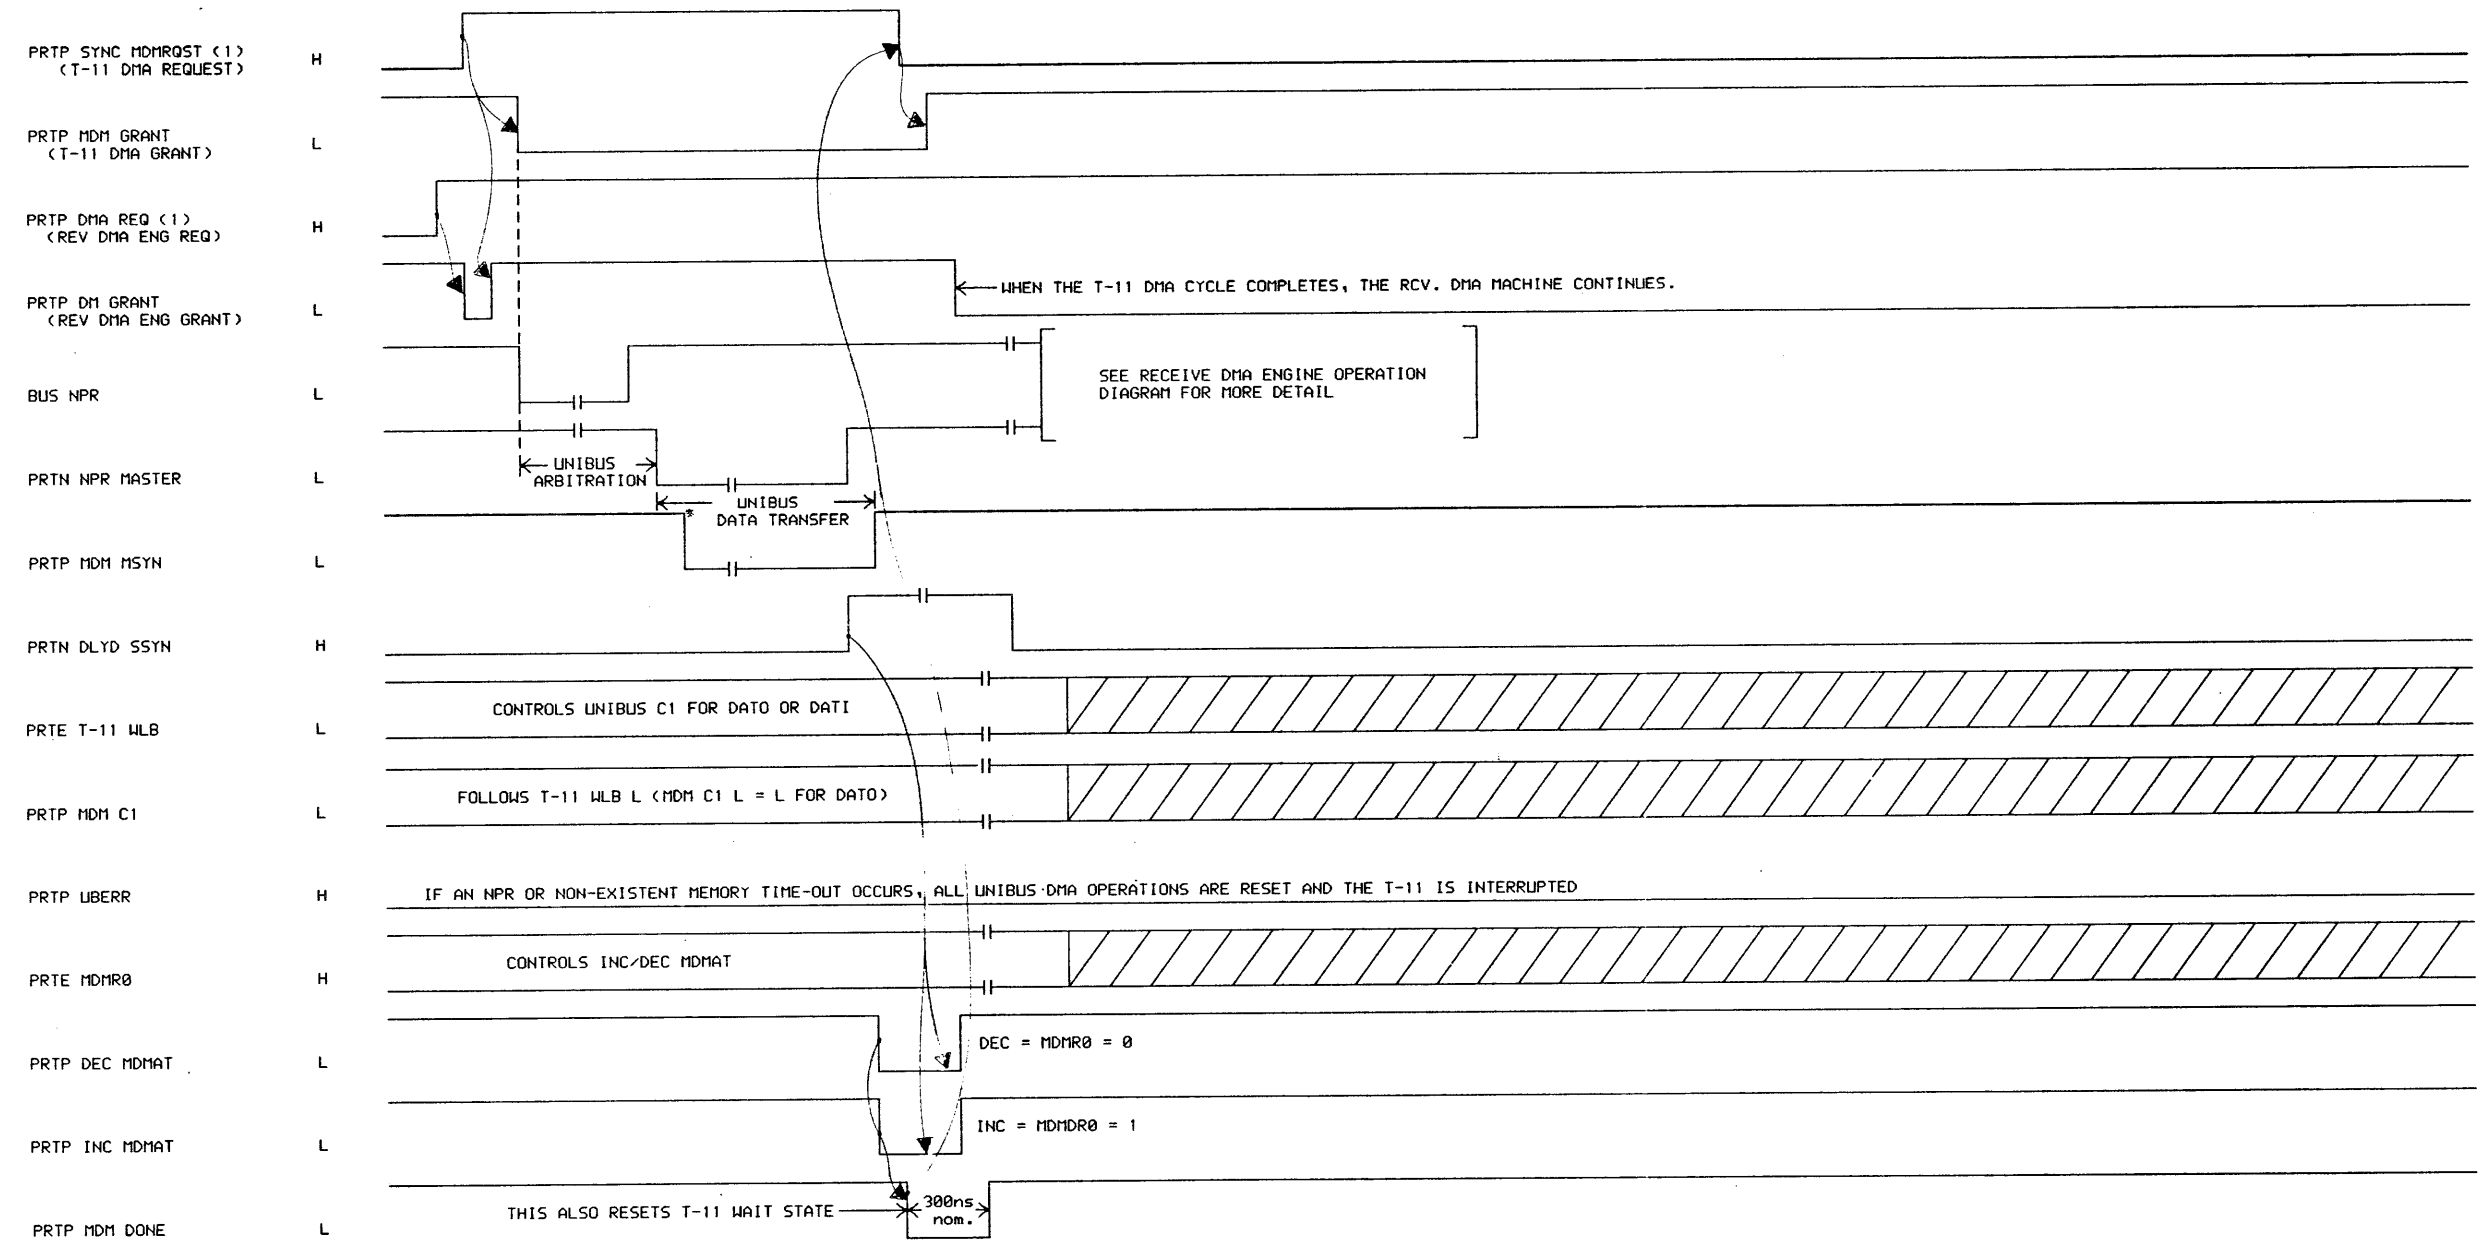 PRTP SYNC MDMRQST (1) H
(T-11 DMA REQUEST)
PRTP MDM GRANT L
(T-11 DMA GRANT)
PRTP DMA REQ (1) H
(REV DMA ENG REQ)
PRTP DM GRANT L
(REV DMA ENG GRANT)
WHEN THE T-11 DMA CYCLE COMPLETES, THE RCV. DMA MACHINE CONTINUES.
BUS NPR L
SEE RECEIVE DMA ENGINE OPERATION
DIAGRAM FOR MORE DETAIL
PRTN NPR MASTER L
UNIBUS
ARBITRATION
UNIBUS
DATA TRANSFER
*
PRTP MDM MSYN L
PRTN DLYD SSYN H
PRTE T-11 WLB L
CONTROLS UNIBUS C1 FOR DATO OR DATI
PRTP MDM C1 L
FOLLOWS T-11 WLB L (MDM C1 L = L FOR DATO)
PRTP UBERR H
IF AN NPR OR NON-EXISTENT MEMORY TIME-OUT OCCURS, ALL UNIBUS DMA OPERATIONS ARE RESET AND THE T-11 IS INTERRUPTED
PRTE MDMR0 H
CONTROLS INC/DEC MDMAT
PRTP DEC MDMAT L
DEC = MDMR0 = 0
PRTP INC MDMAT L
INC = MDMDR0 = 1
PRTP MDM DONE L
THIS ALSO RESETS T-11 WAIT STATE
300ns
nom.